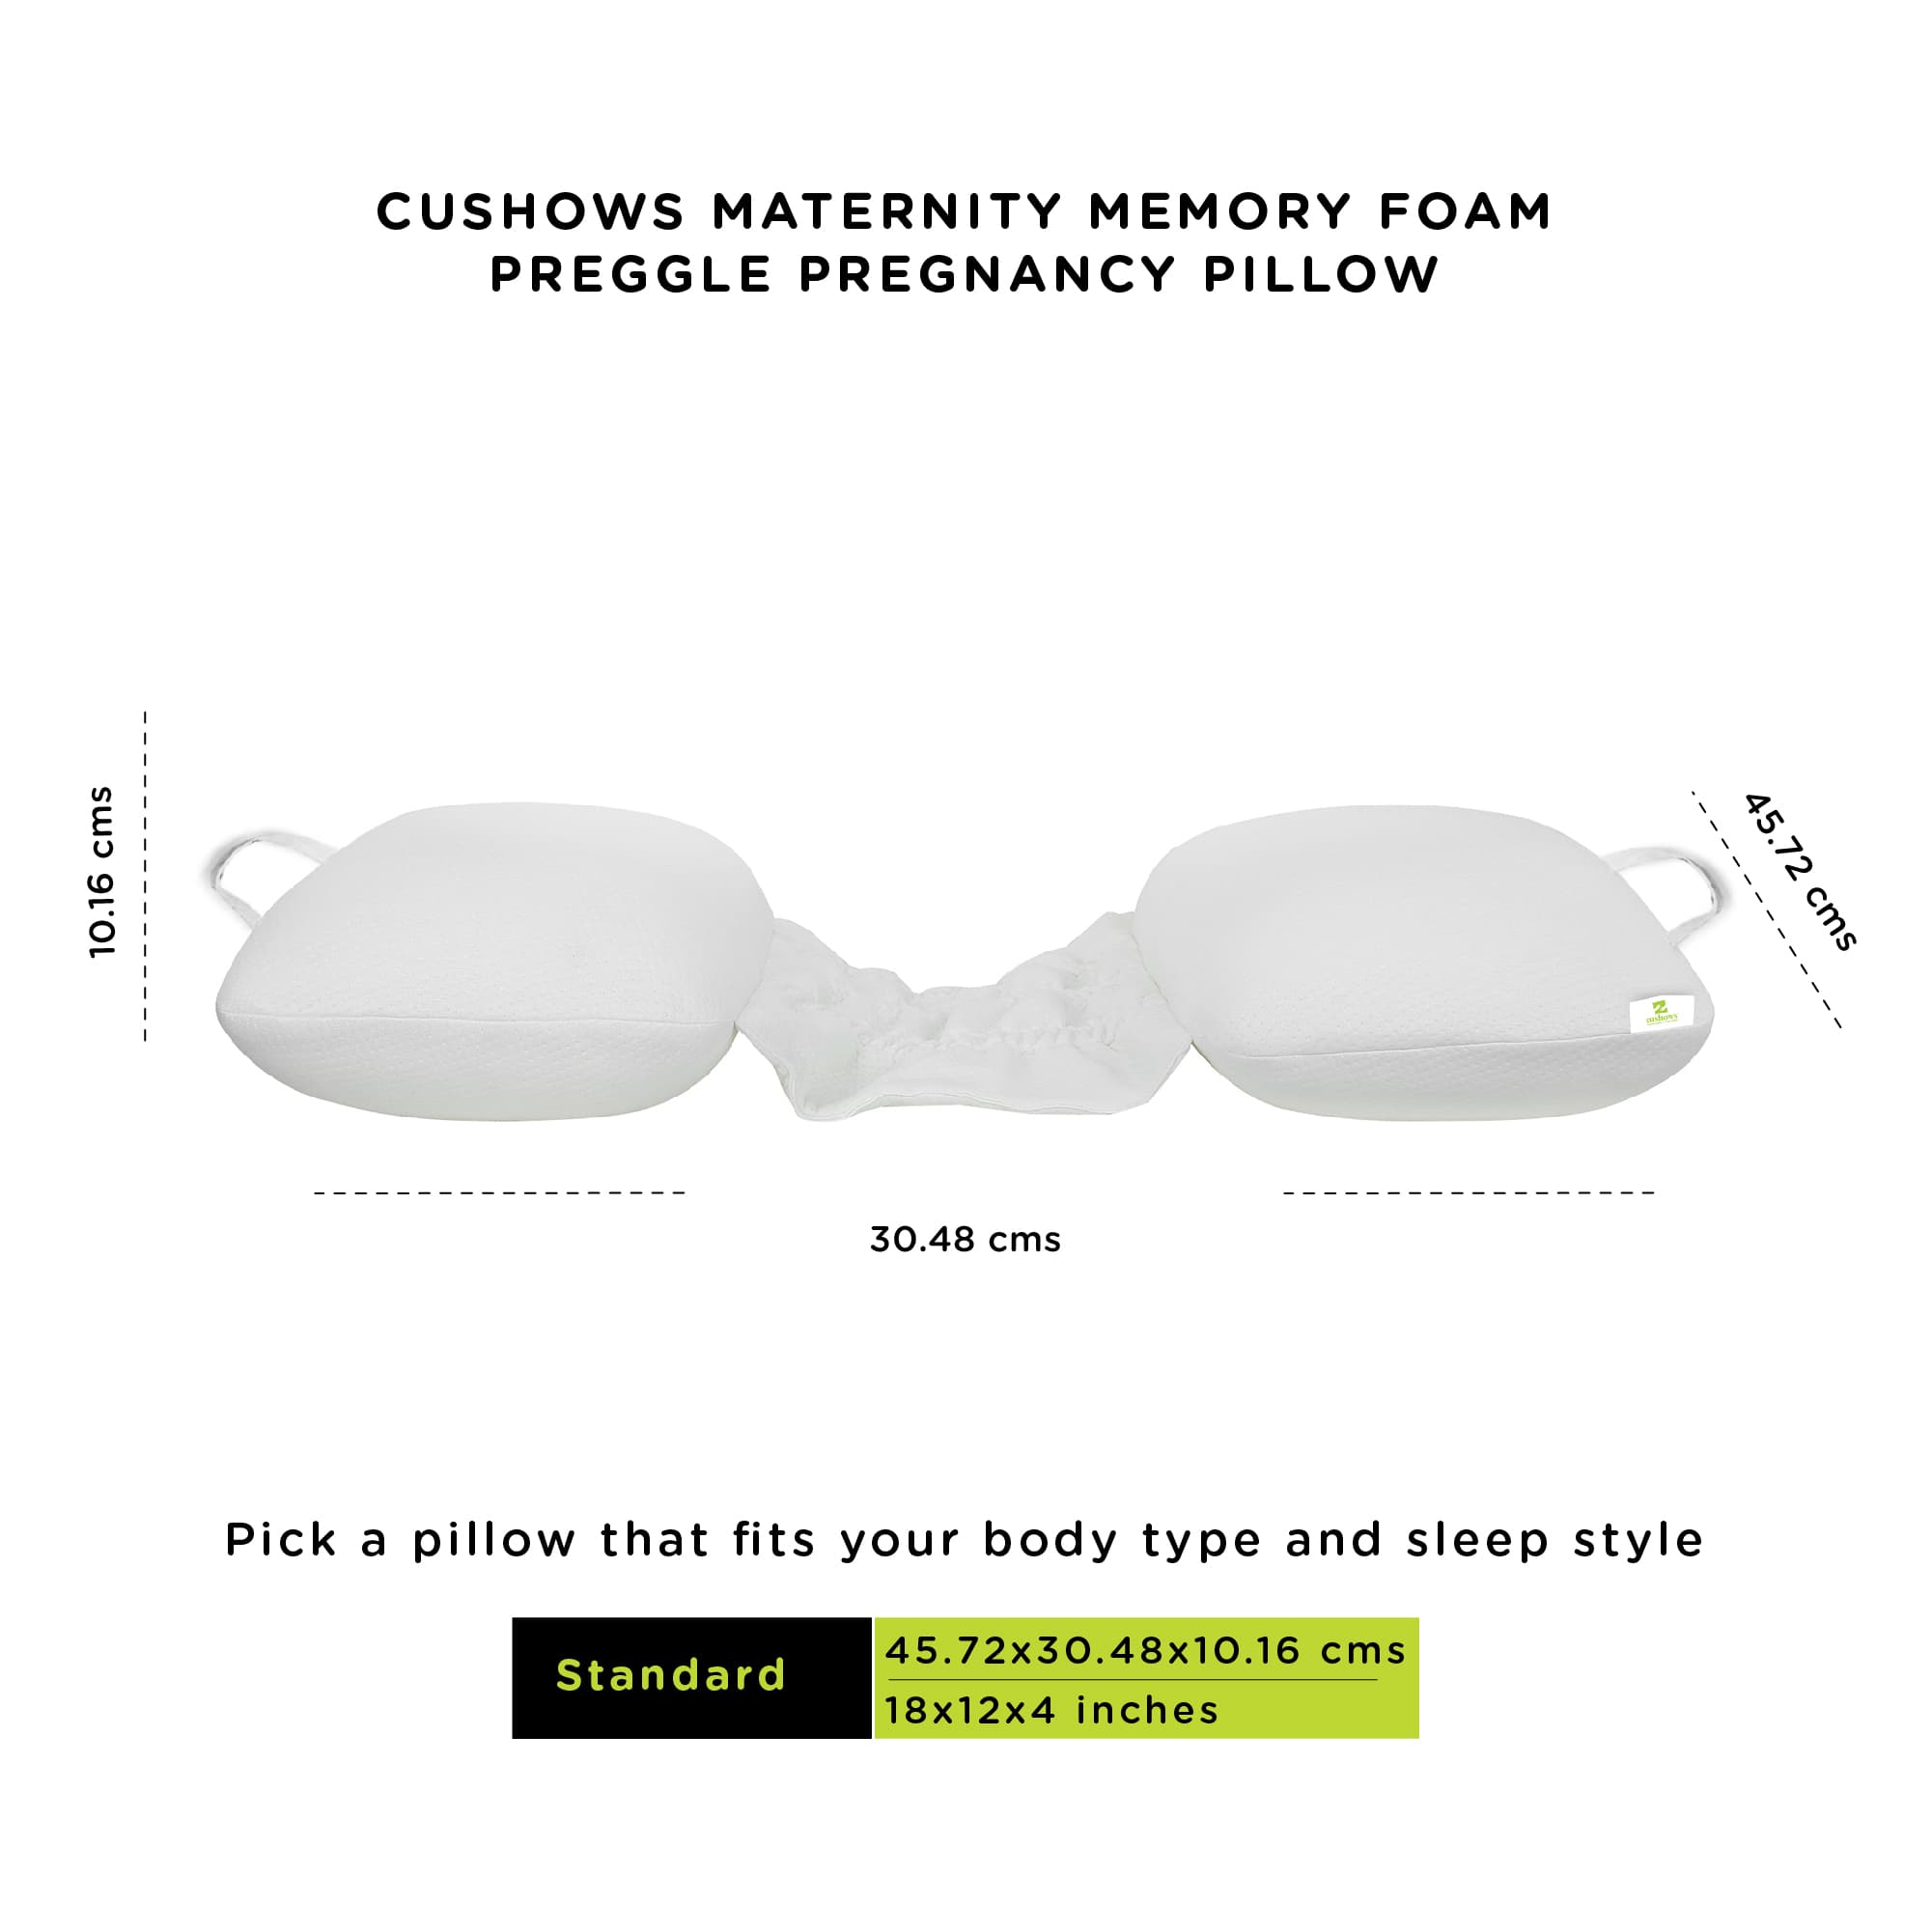 CUSHOWS MATERNITY MEMORY FOAM
PREGGLE PREGNANCY PILLOW
10.16 cms
45.72 cms
cushows
30.48 cms
Pick a pillow that fits your body type and sleep style
Standard
45.72x30.48x10.16 cms
18x12x4 inches